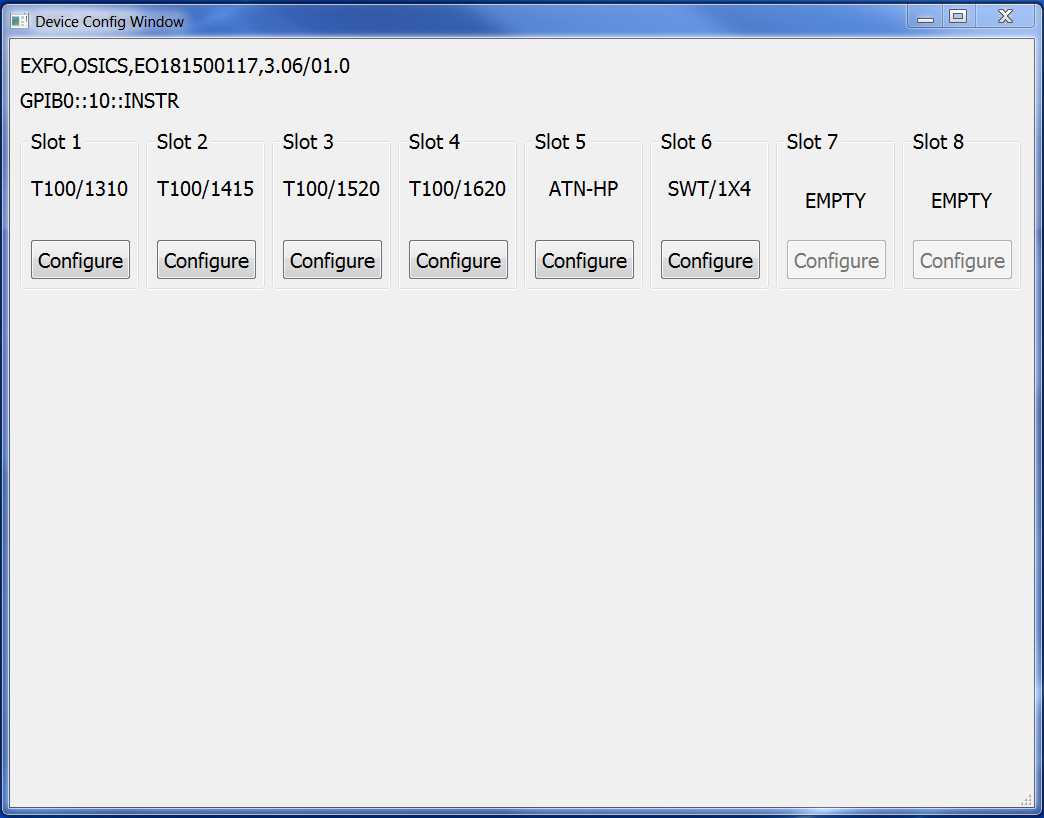 Device Config Window
EXFO,OSICS,EO181500117,3.06/01.0
GPIB0::10::INSTR
Slot 1 Slot 2 Slot 3 Slot 4 Slot 5 Slot 6 Slot 7 Slot 8
T100/1310 T100/1415 T100/1520 T100/1620 ATN-HP SWT/1X4 EMPTY EMPTY
Configure Configure Configure Configure Configure Configure Configure Configure